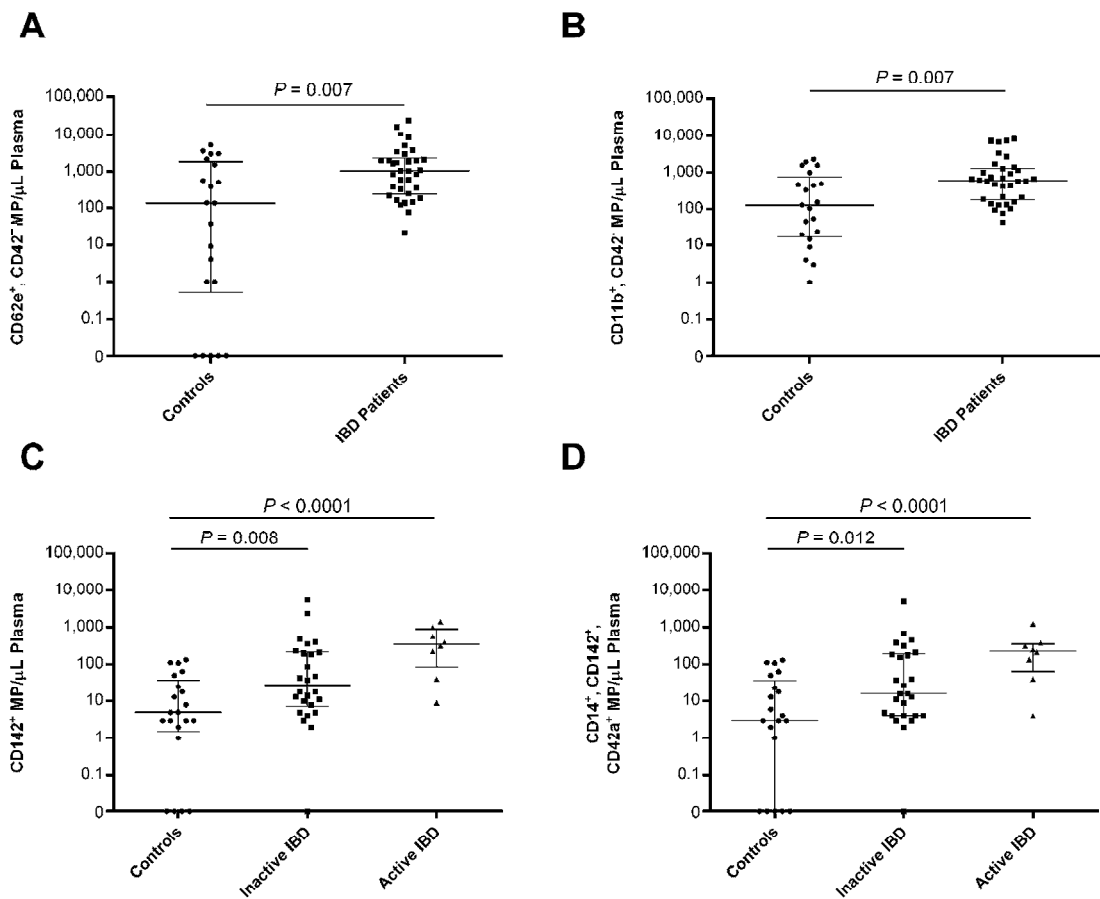 A
P = 0.007
100,000
10,000
1,000
100
10
1
0.1
0
CD62e⁺, CD42⁻ MP/µL Plasma
Controls
IBD Patients
B
P = 0.007
100,000
10,000
1,000
100
10
1
0.1
0
CD11b⁺, CD42⁻ MP/µL Plasma
Controls
IBD Patients
C
P < 0.0001
P = 0.008
100,000
10,000
1,000
100
10
1
0.1
0
CD142⁺ MP/µL Plasma
Controls
Inactive IBD
Active IBD
D
P < 0.0001
P = 0.012
100,000
10,000
1,000
100
10
1
0.1
0
CD14⁺, CD142⁺,
CD42a⁺ MP/µL Plasma
Controls
Inactive IBD
Active IBD